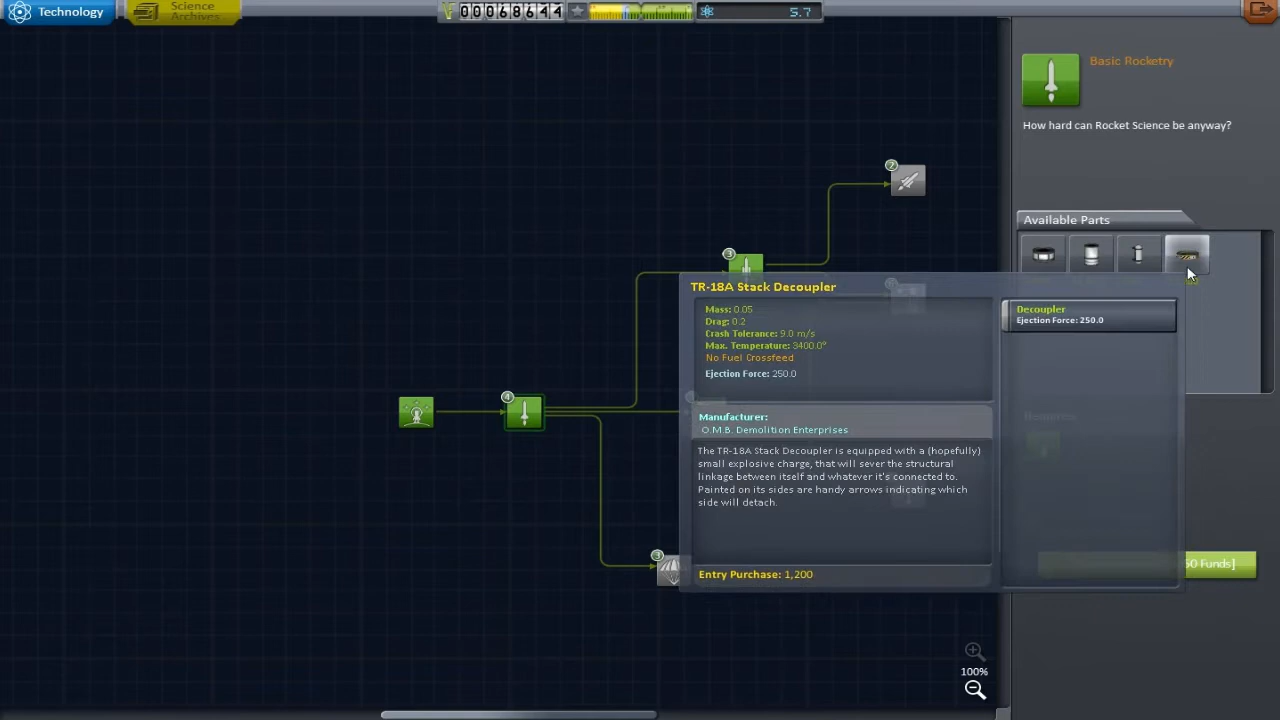 Technology
Science
Archives
00068644
5.7
Basic Rocketry
How hard can Rocket Science be anyway?
Available Parts
2
3
TR-18A Stack Decoupler
Mass: 0.05
Drag: 0.2
Crash Tolerance: 9.0 m/s
Max. Temperature: 3400.0°
No Fuel Crossfeed
Ejection Force: 250.0
Decoupler
Ejection Force: 250.0
4
Manufacturer:
O.M.B. Demolition Enterprises
The TR-18A Stack Decoupler is equipped with a (hopefully)
small explosive charge, that will sever the structural
linkage between itself and whatever it's connected to.
Painted on its sides are handy arrows indicating which
side will detach.
3
Entry Purchase: 1,200
Funds]
100%